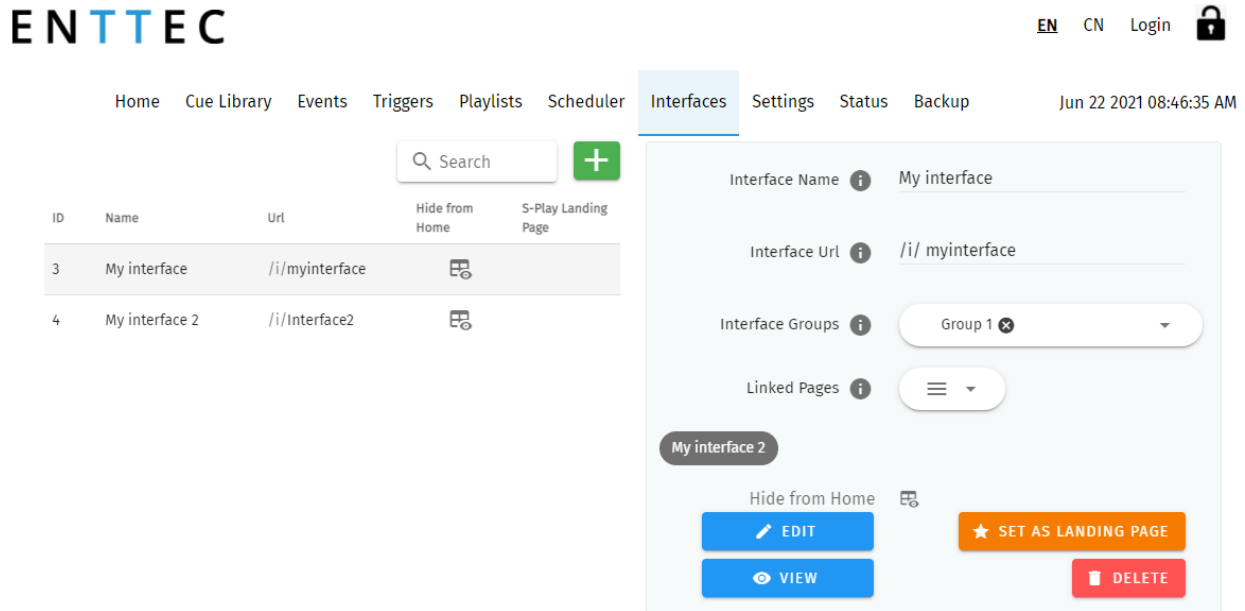 ENTTEC
EN CN Login
Home Cue Library Events Triggers Playlists Scheduler Interfaces Settings Status Backup Jun 22 2021 08:46:35 AM
Search
ID Name Url Hide from Home S-Play Landing Page
3 My interface /i/myinterface
4 My interface 2 /i/Interface2
Interface Name My interface
Interface Url /i/ myinterface
Interface Groups Group 1
Linked Pages
My interface 2
Hide from Home
EDIT SET AS LANDING PAGE
VIEW DELETE